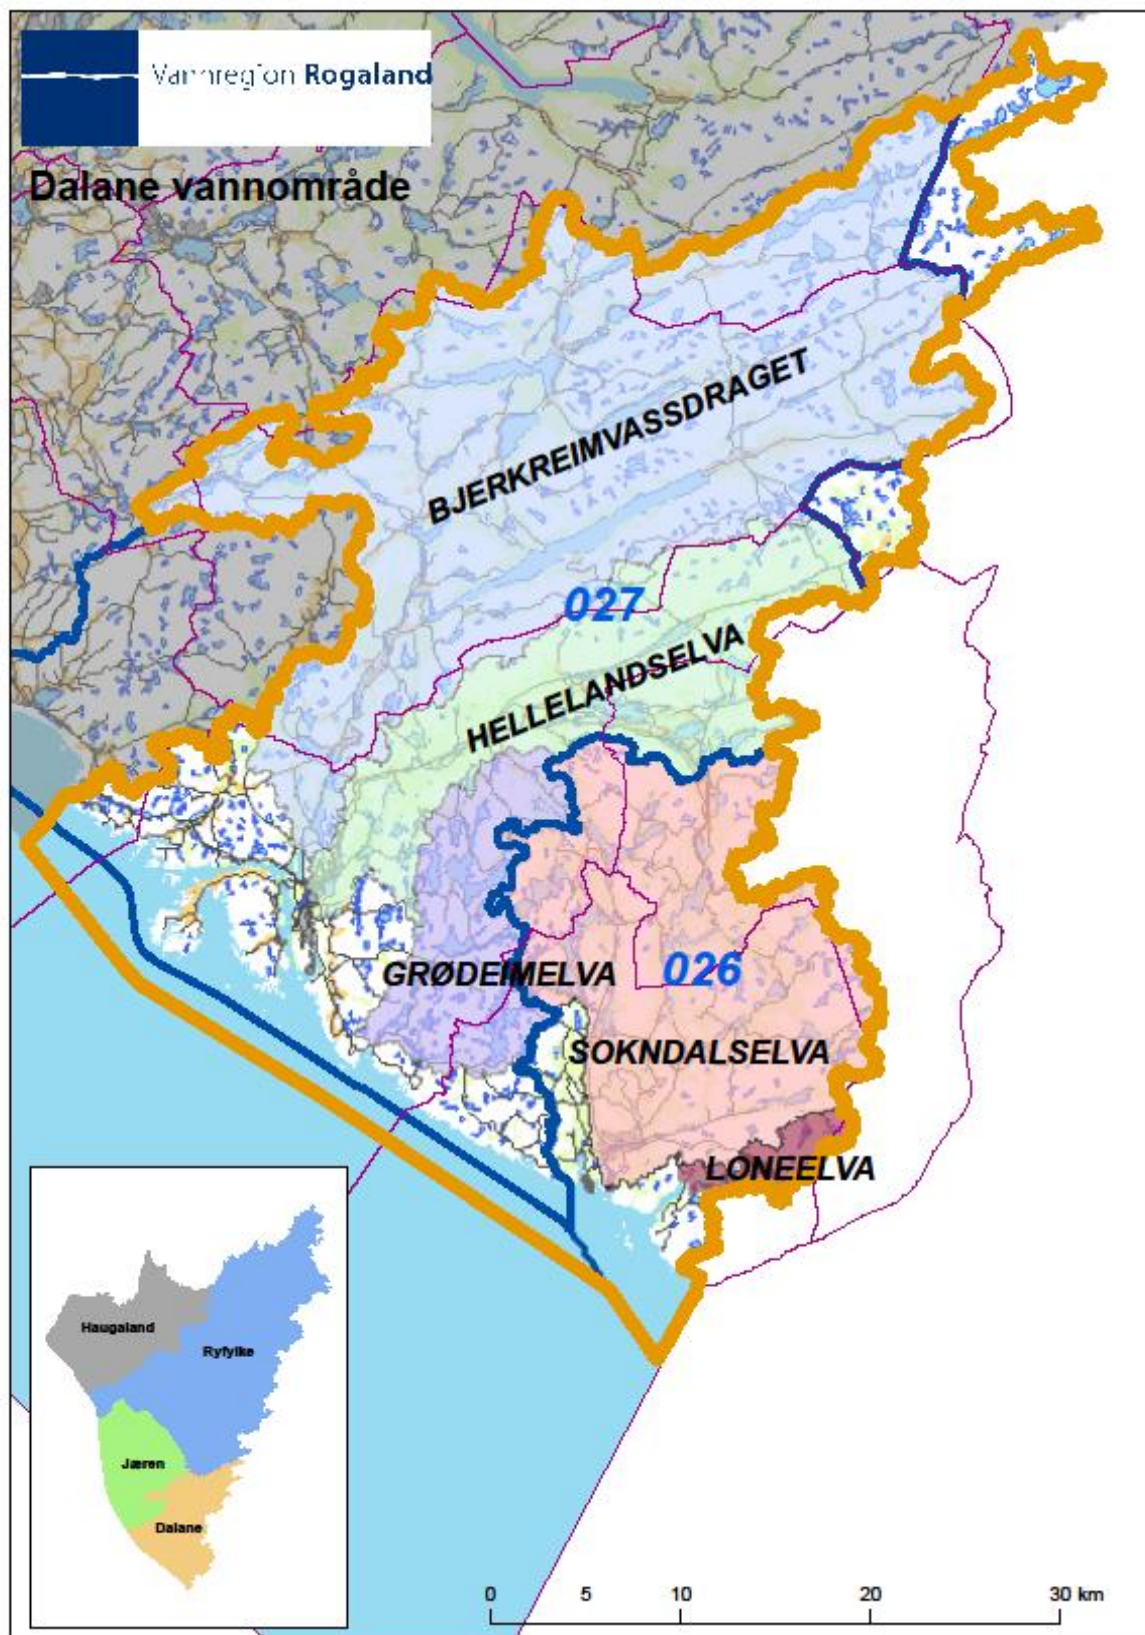 Vannregion Rogaland
Dalane vannområde
BJERKREIMVASSDRAGET
027
HELLELANDSELVA
GRØDEIMELVA
026
SOKNDALSELVA
LONEELVA
Haugaland
Ryfylke
Jæren
Dalane
0 5 10 20 30 km